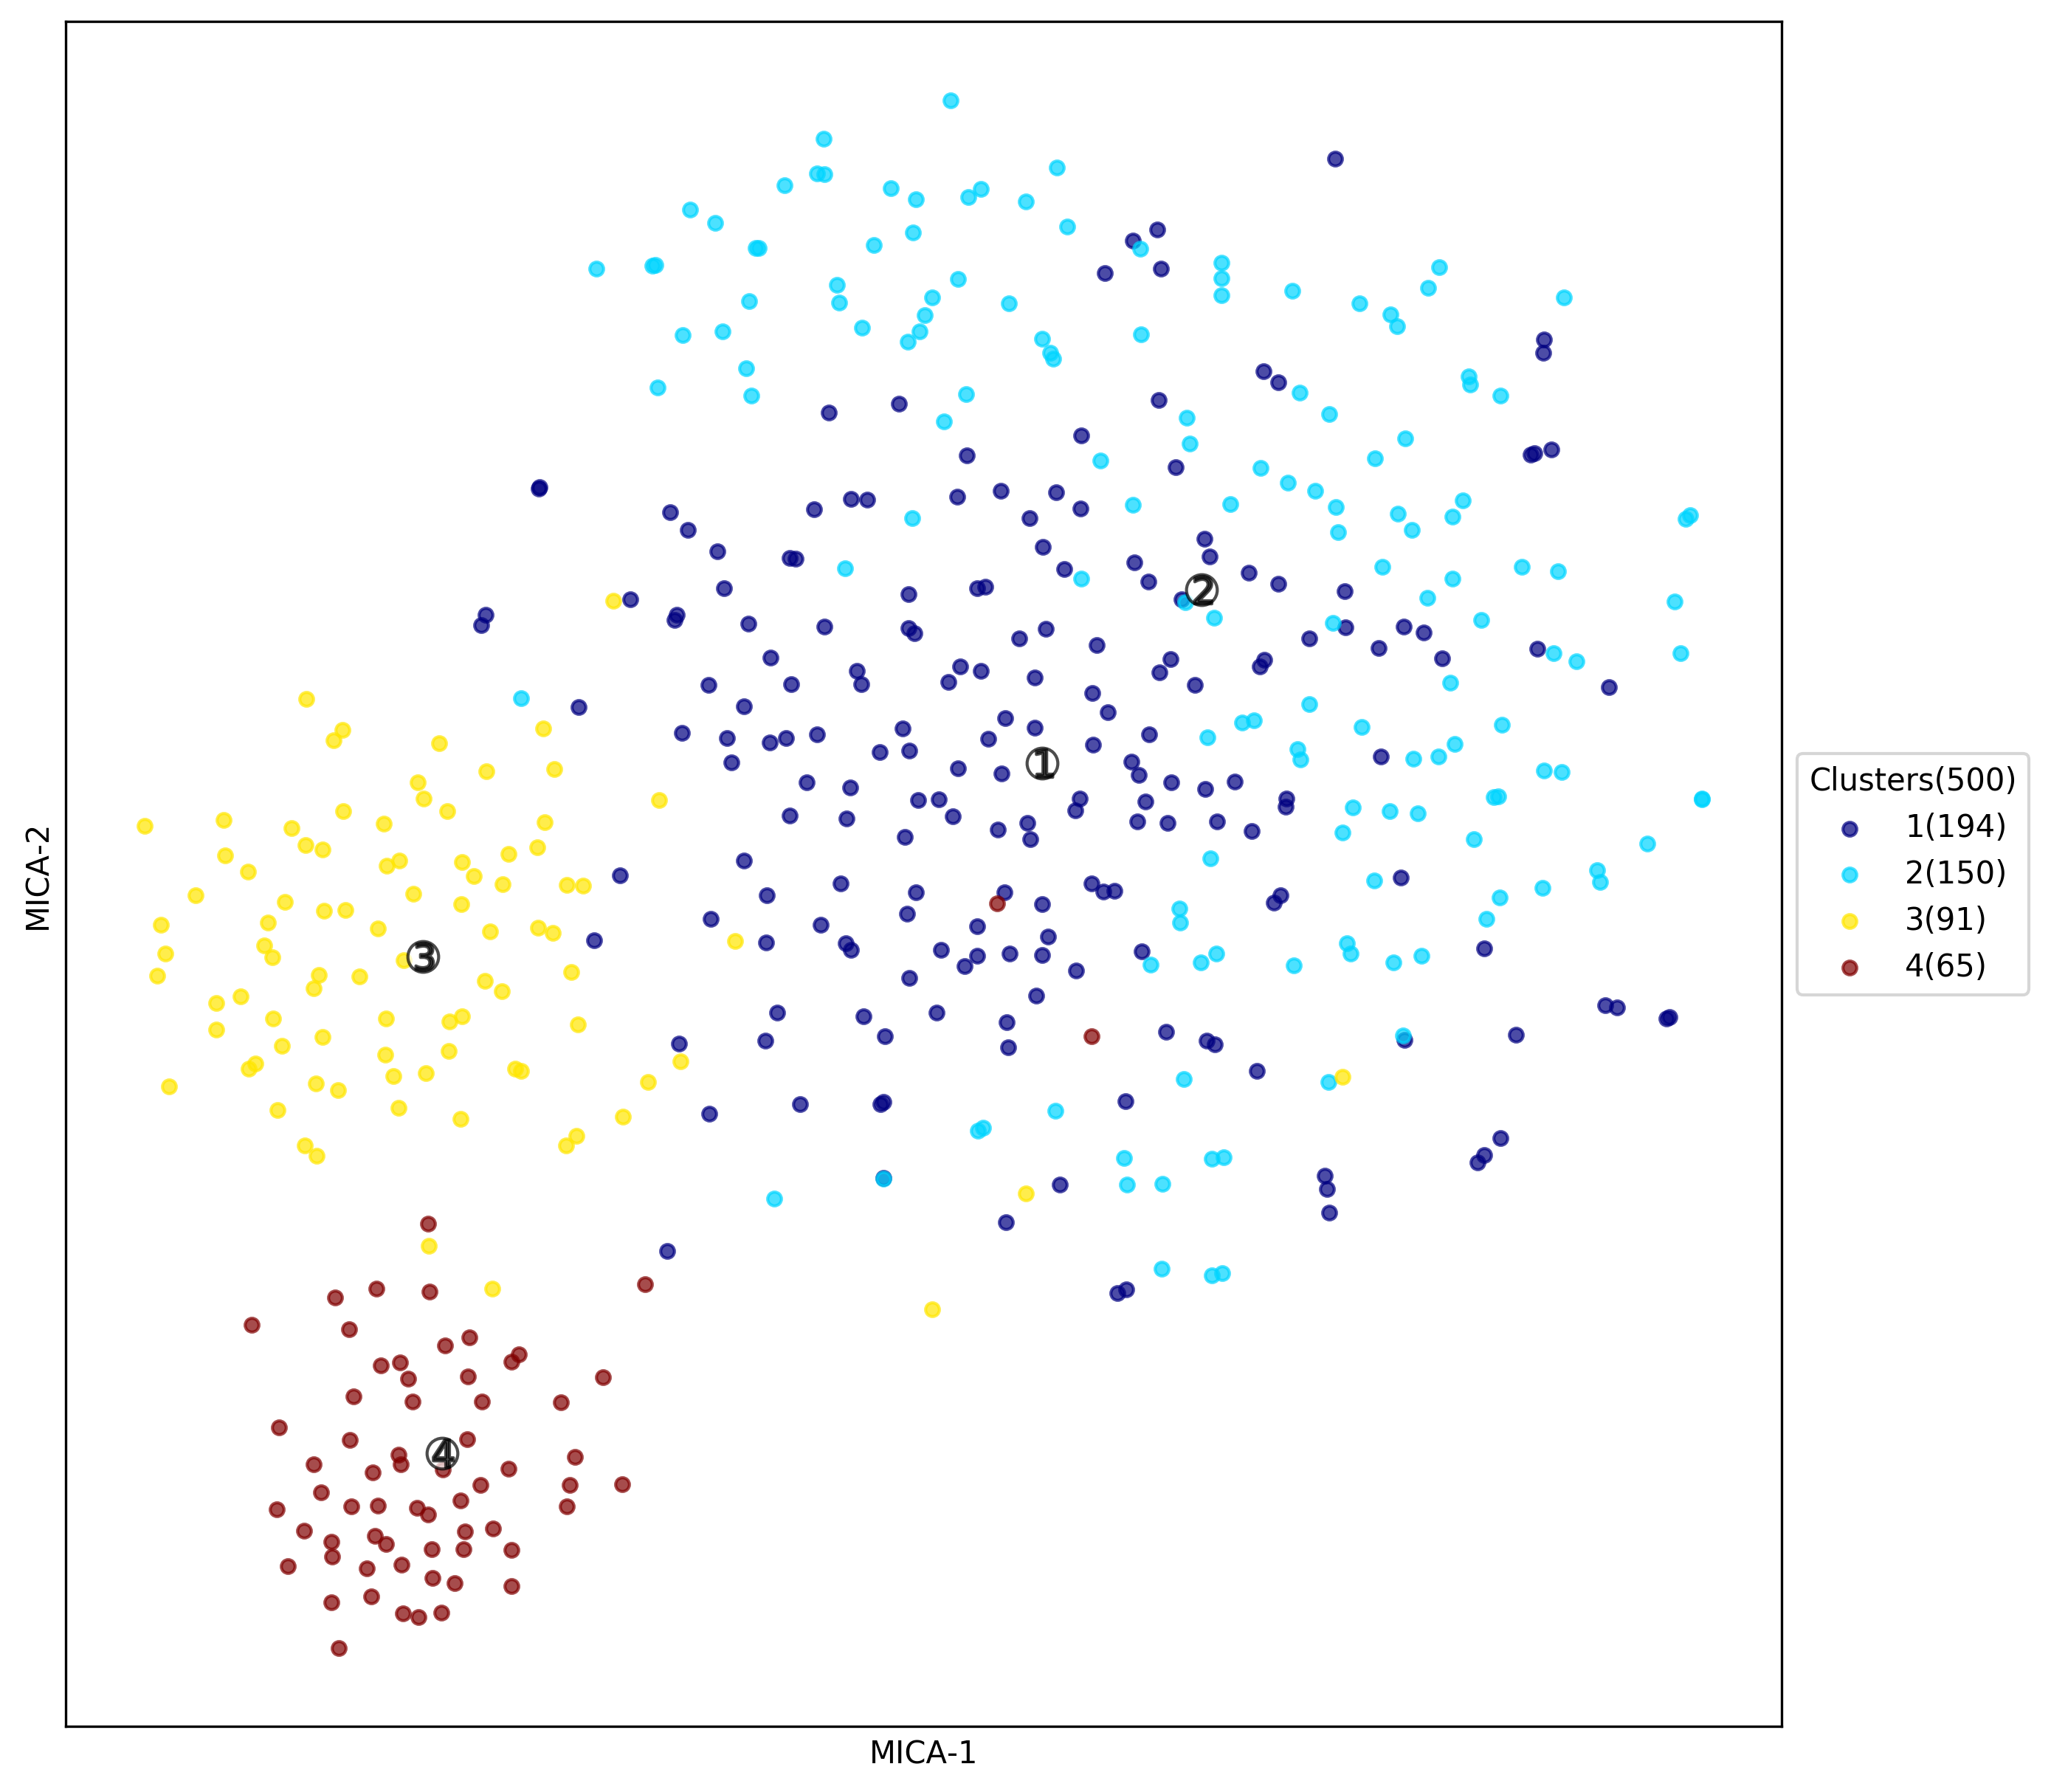 ②
①
③
④
MICA-2
MICA-1
Clusters(500)
1(194)
2(150)
3(91)
4(65)